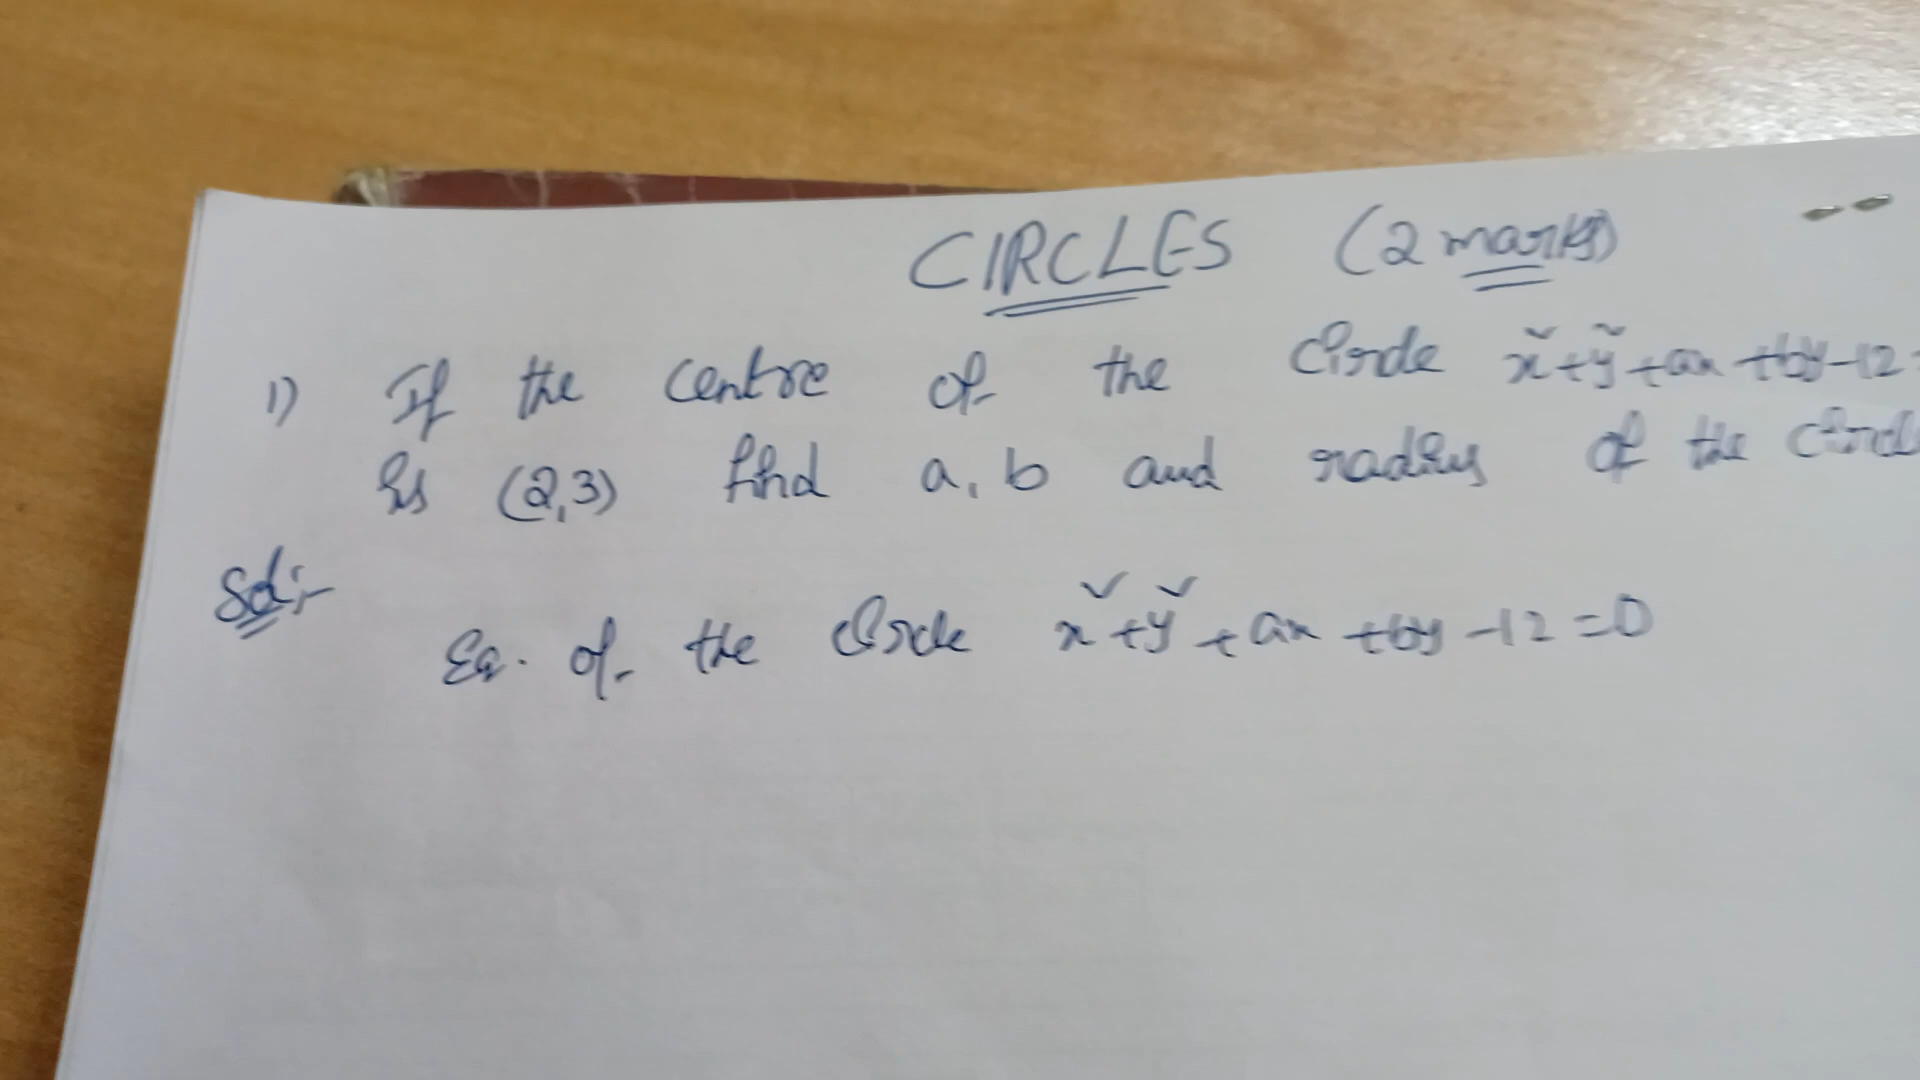 CIRCLES (2 marks)
1) If the centre of the Circle x²+y²+ax+by-12=
is (2,3) find a, b and radius of the Circle
Sol:-
Eq. of the Circle x²+y²+ax+by-12=0